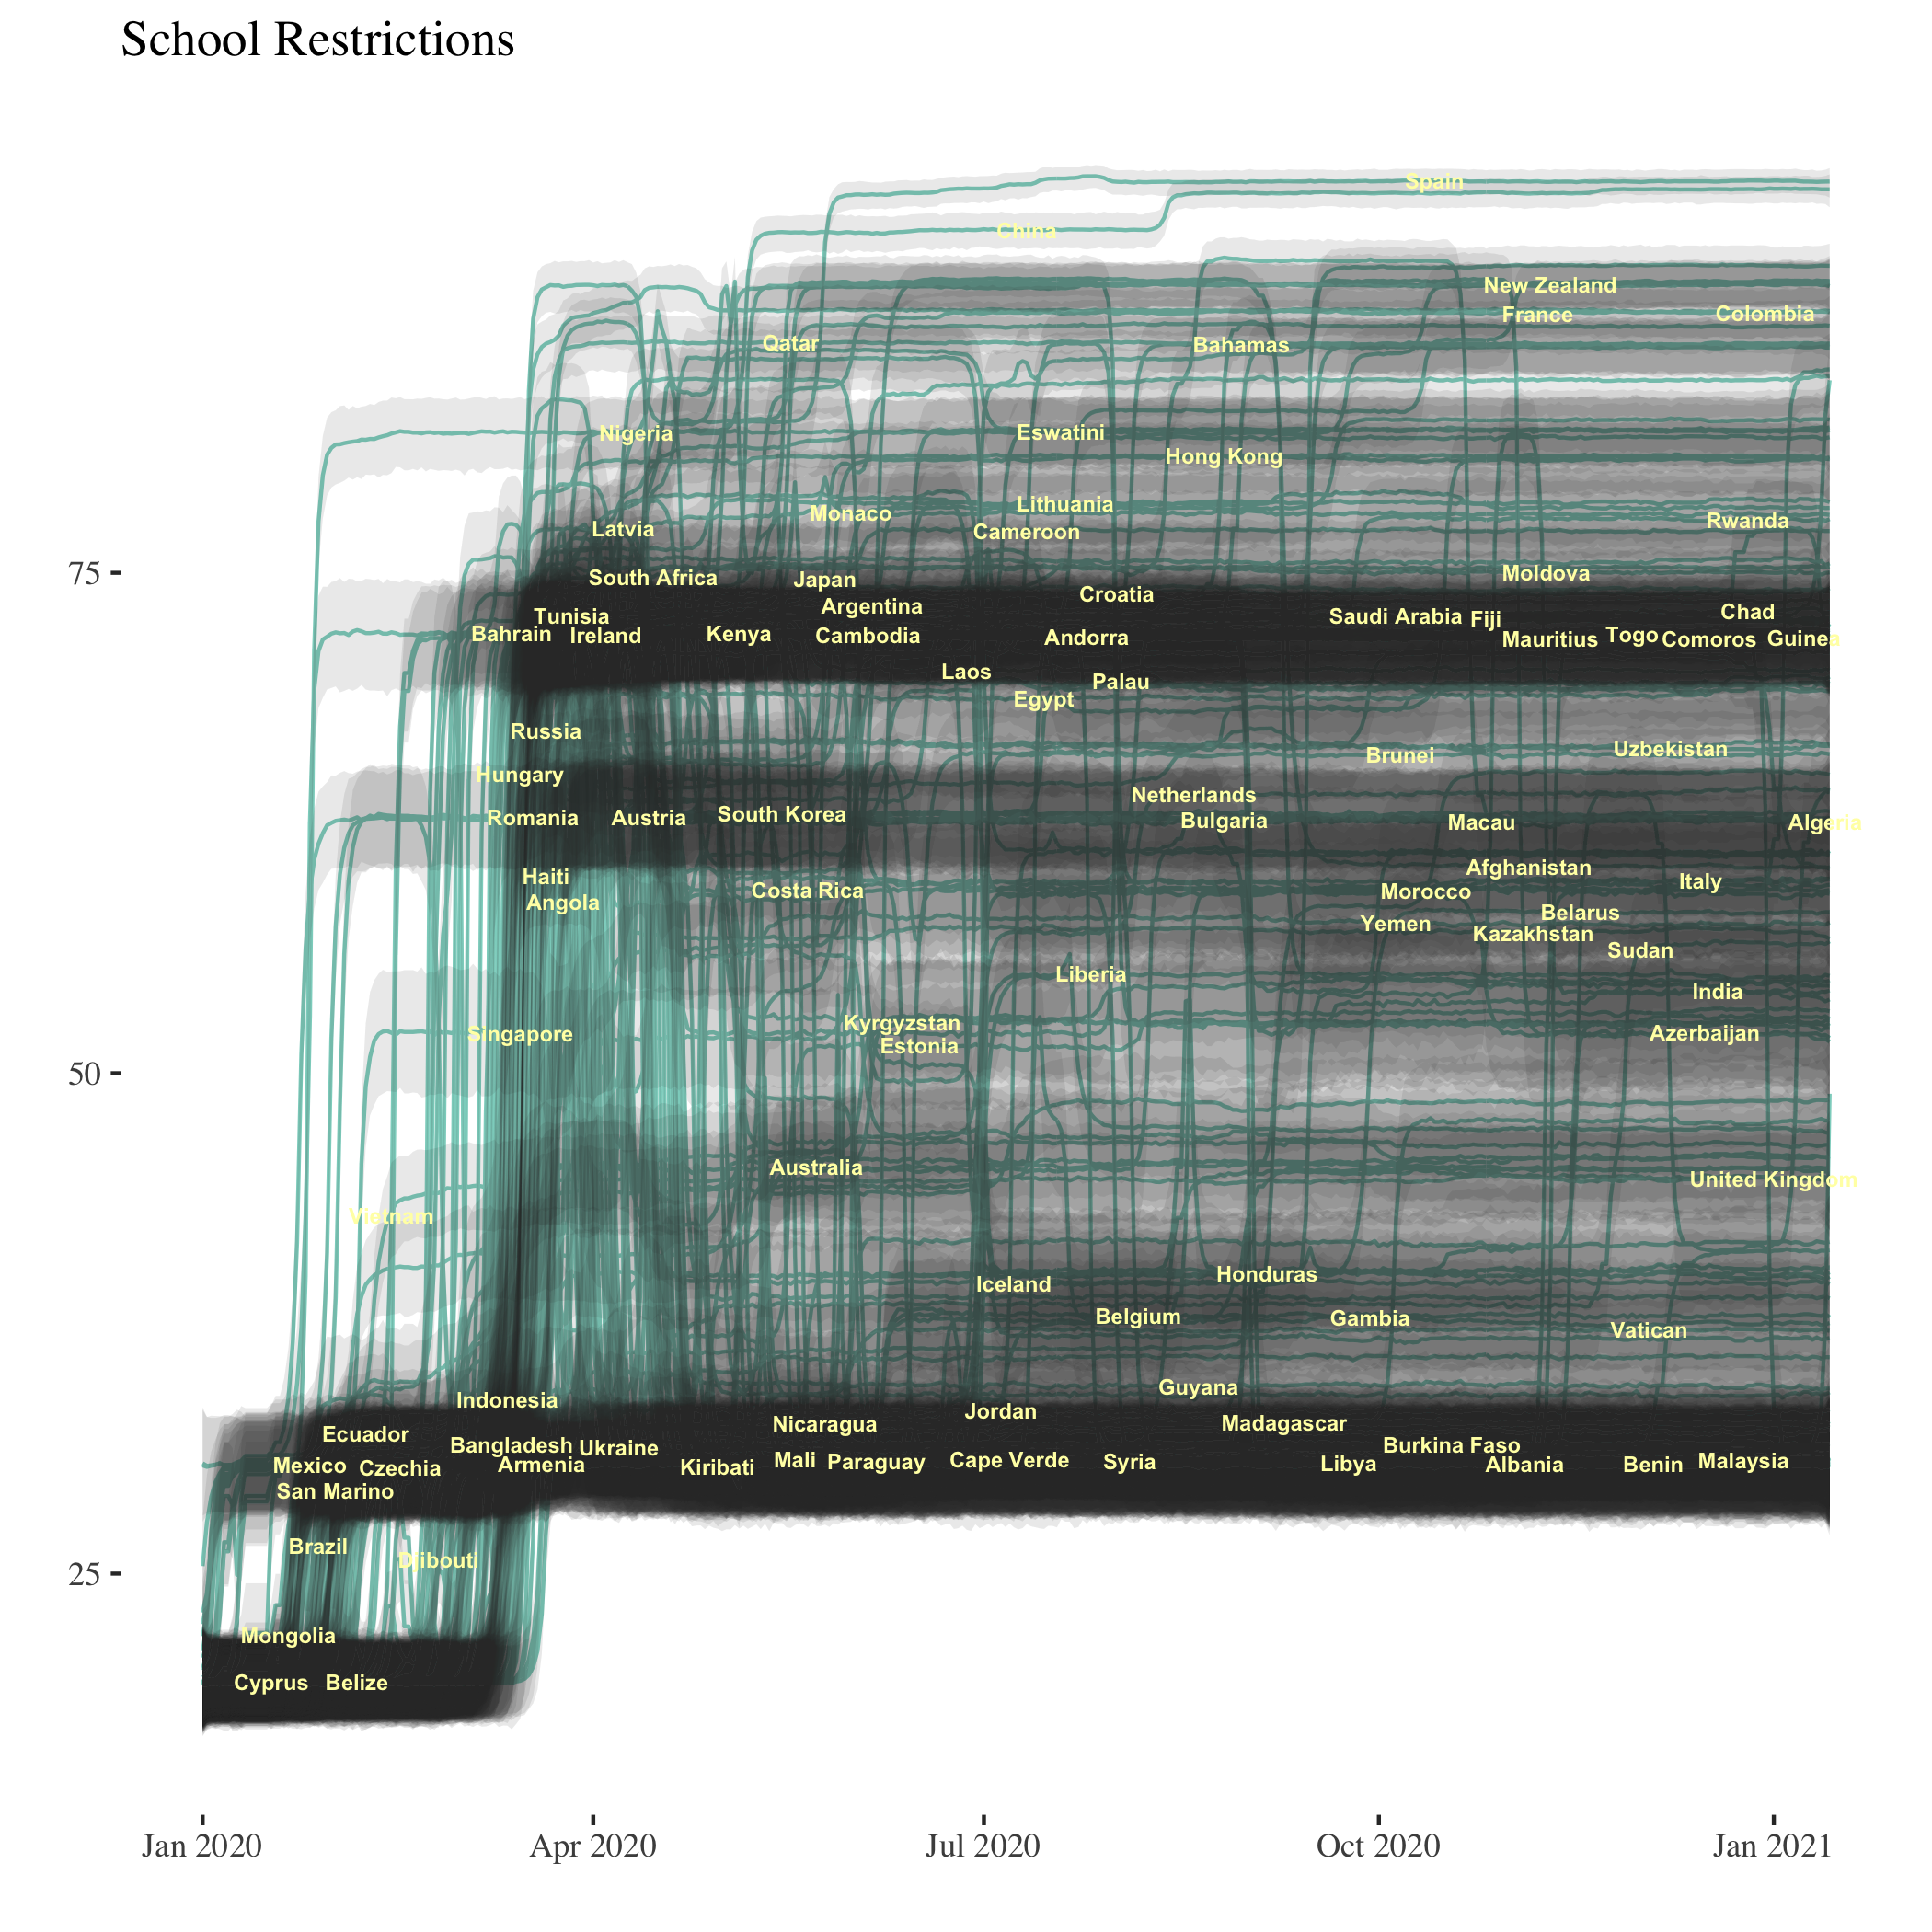 School Restrictions
Spain
China
New Zealand
France
Colombia
Qatar
Bahamas
Nigeria
Eswatini
Hong Kong
Lithuania
Monaco
Rwanda
Latvia
Cameroon
75
South Africa
Japan
Moldova
Croatia
Argentina
Tunisia
Saudi Arabia
Fiji
Chad
Bahrain
Ireland
Kenya
Cambodia
Andorra
Mauritius
Togo
Comoros
Guinea
Laos
Palau
Egypt
Russia
Brunei
Uzbekistan
Hungary
Netherlands
Romania
Austria
South Korea
Bulgaria
Macau
Algeria
Haiti
Afghanistan
Italy
Costa Rica
Morocco
Angola
Belarus
Yemen
Kazakhstan
Sudan
Liberia
India
Kyrgyzstan
Singapore
Azerbaijan
Estonia
50
Australia
United Kingdom
Vietnam
Honduras
Iceland
Belgium
Gambia
Vatican
Guyana
Indonesia
Jordan
Nicaragua
Madagascar
Ecuador
Bangladesh
Ukraine
Burkina Faso
Mexico
Czechia
Armenia
Kiribati
Mali
Paraguay
Cape Verde
Syria
Libya
Albania
Benin
Malaysia
San Marino
Brazil
Djibouti
25
Mongolia
Cyprus
Belize
Jan 2020
Apr 2020
Jul 2020
Oct 2020
Jan 2021